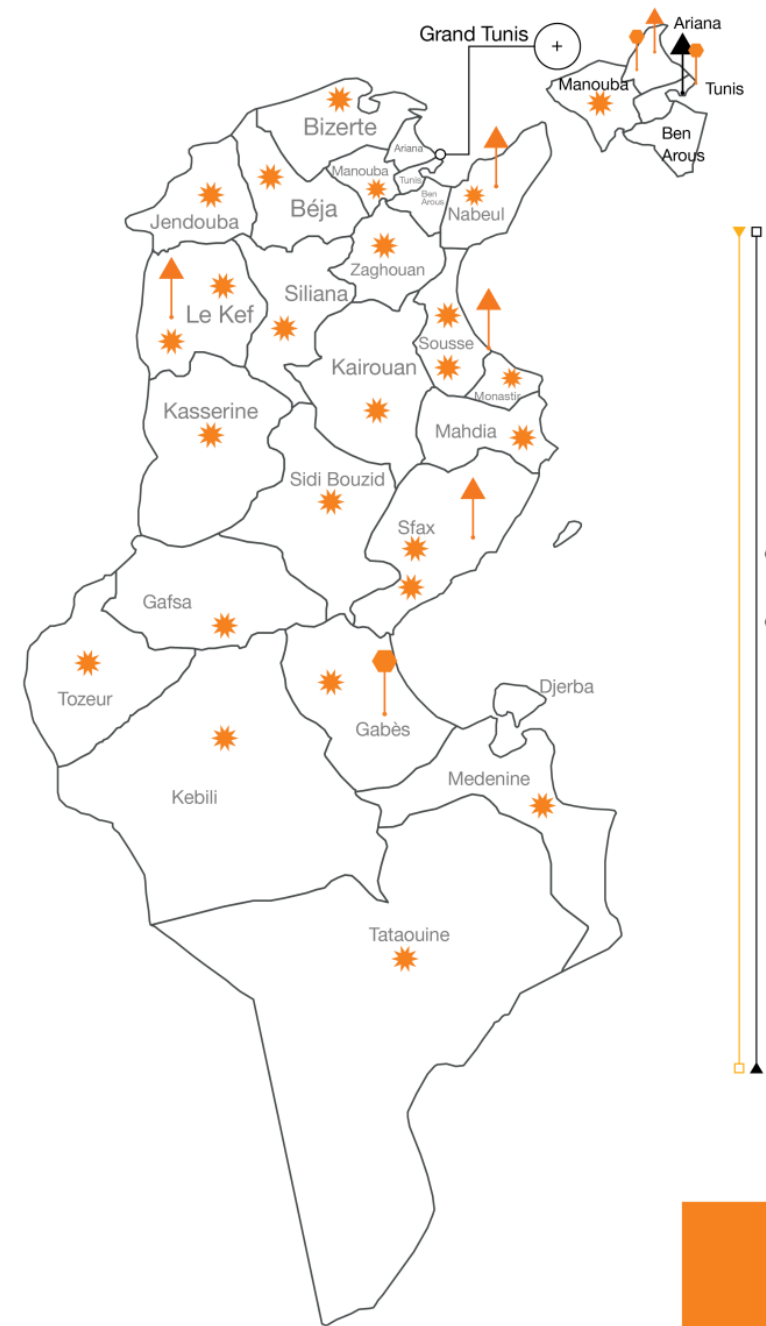 Ariana
Grand Tunis
+
Manouba
Tunis
Ben
Arous
Bizerte
Ariana
Manouba
Tunis
Ben
Arous
Béja
Jendouba
Nabeul
Zaghouan
Siliana
Le Kef
Sousse
Kairouan
Monastir
Kasserine
Mahdia
Sidi Bouzid
Sfax
Gafsa
Tozeur
Djerba
Gabès
Medenine
Kebili
Tataouine